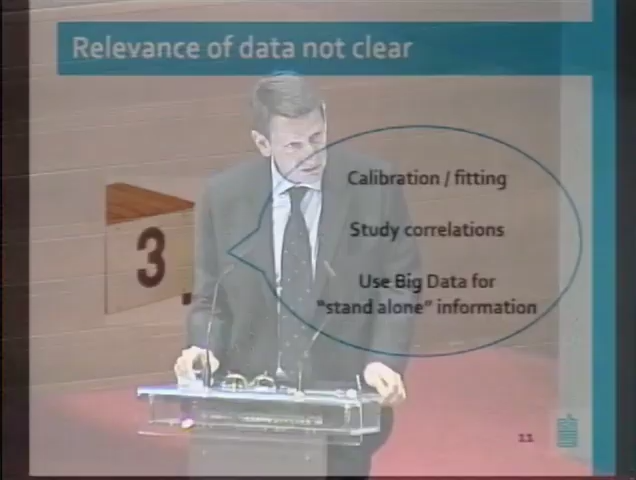 Relevance of data not clear
3
Calibration / fitting
Study correlations
Use Big Data for
"stand alone" information
11